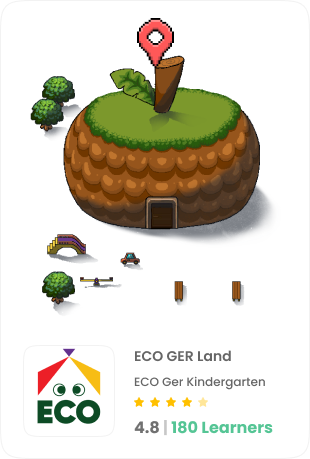 ECO GER Land
ECO Ger Kindergarten
ECO
4.8 | 180 Learners